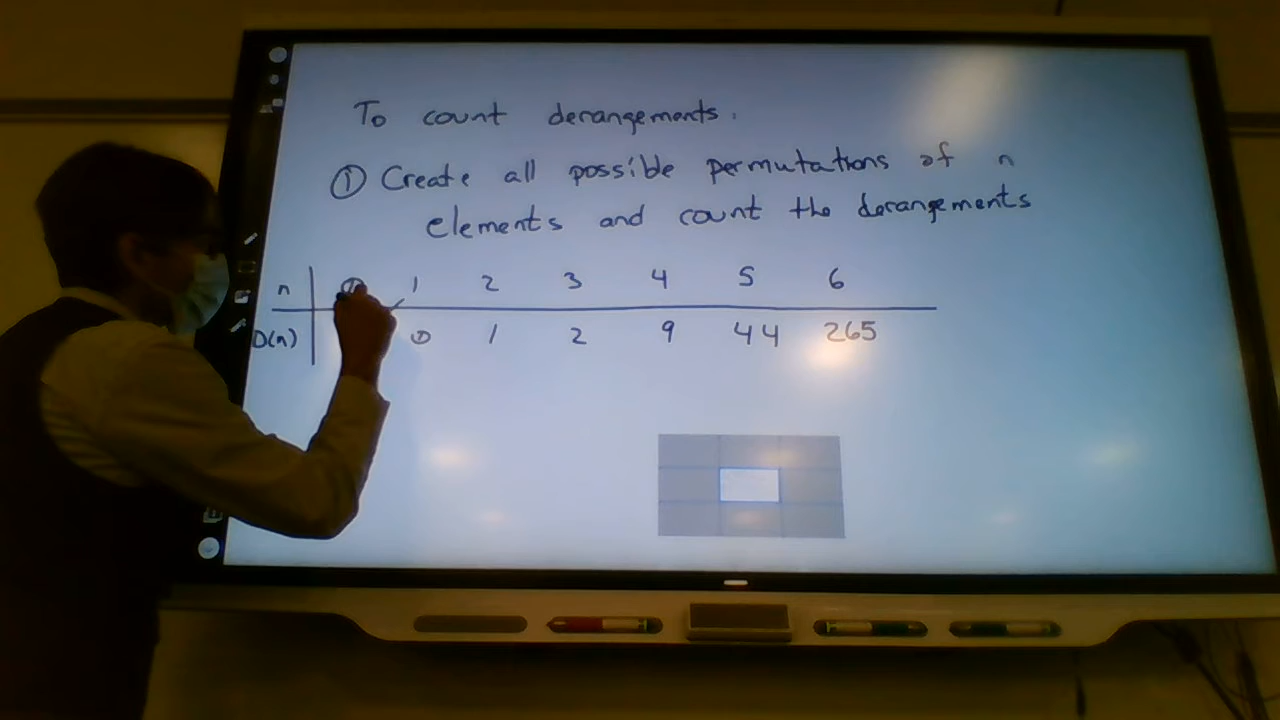 To count derangements.
① Create all possible permutations of n
elements and count the derangements
n 0 1 2 3 4 5 6
D(n) 0 1 2 9 44 265